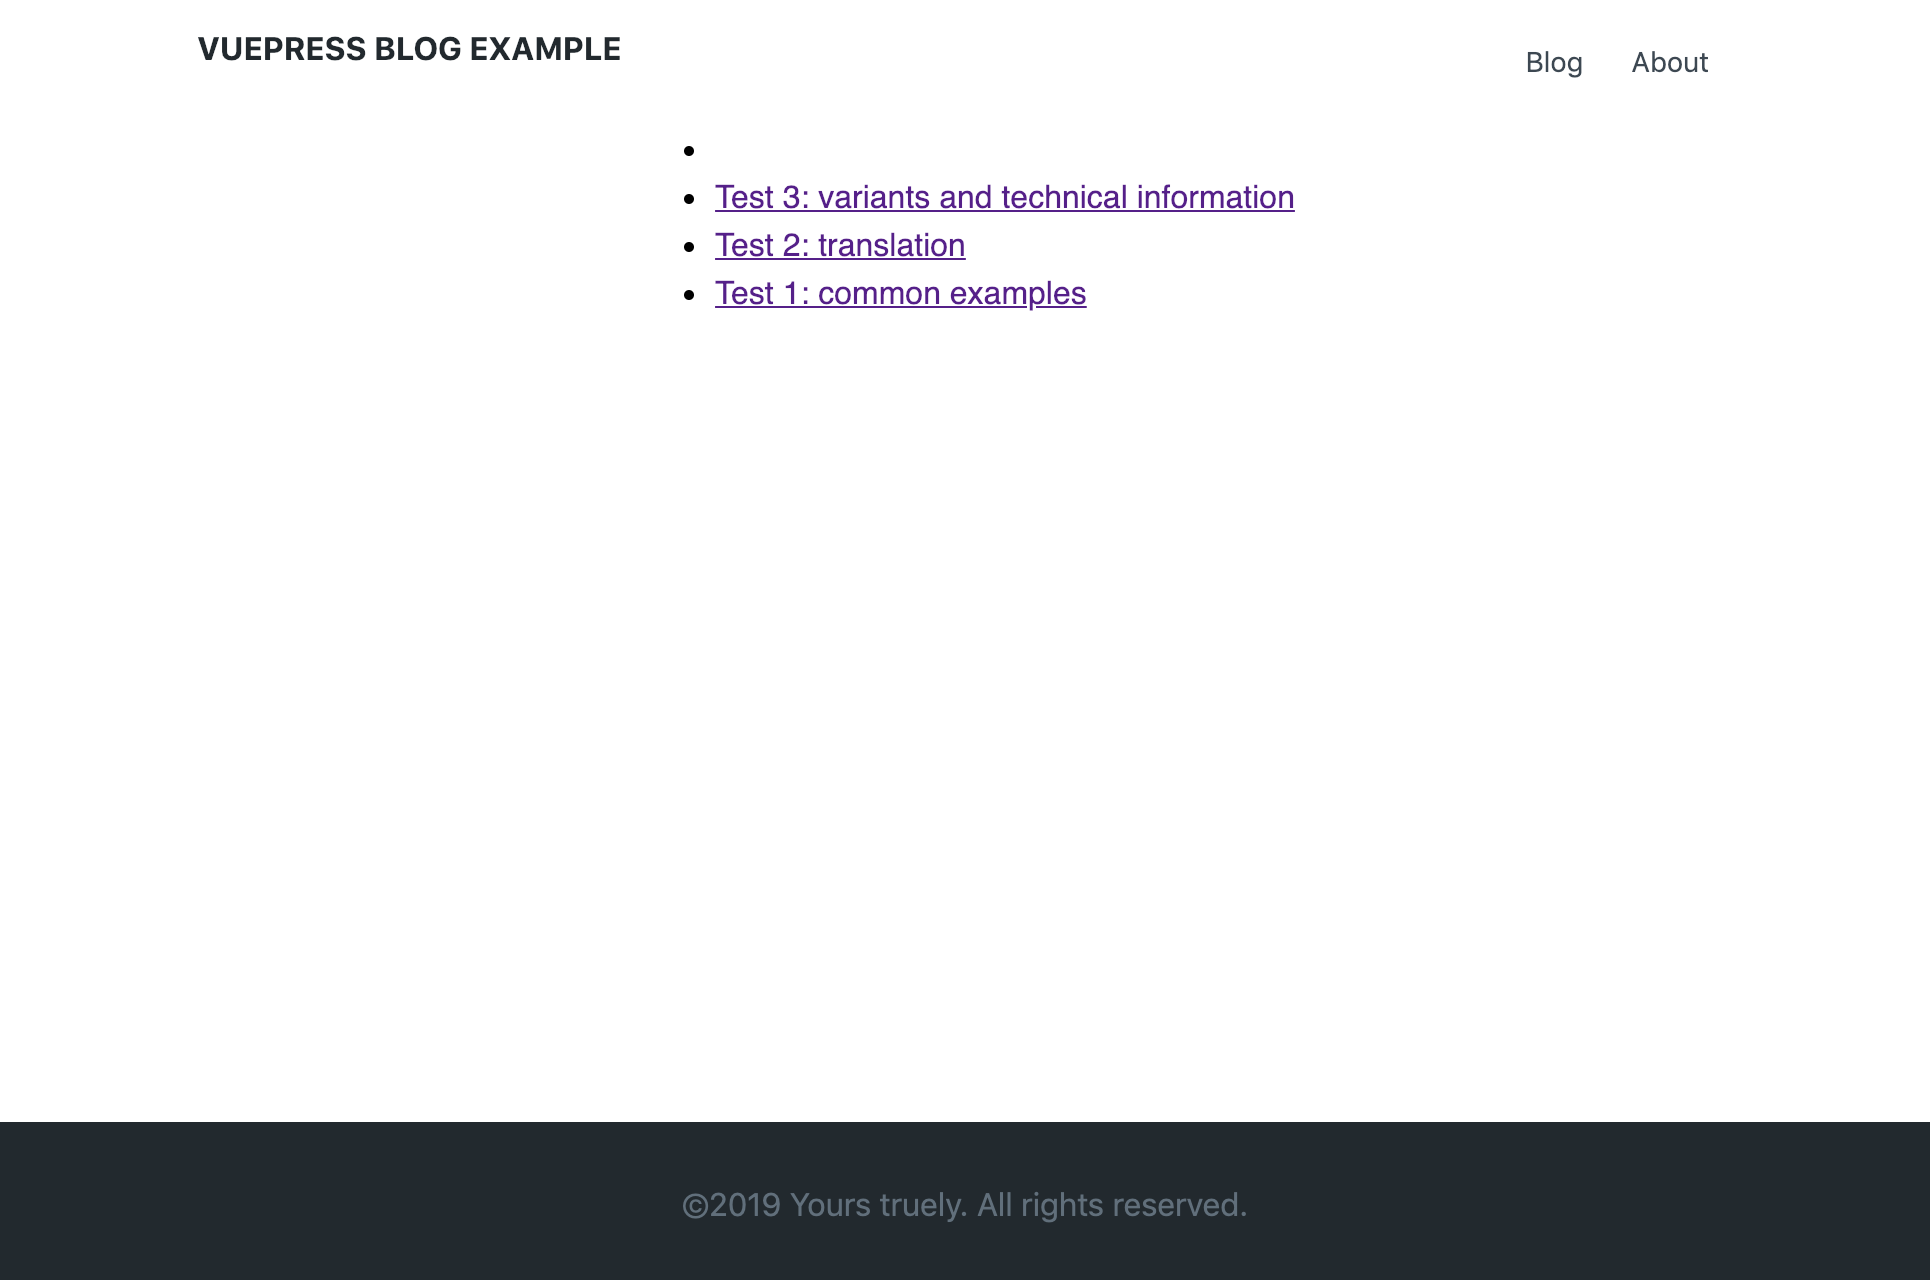 VUEPRESS BLOG EXAMPLE
Blog About
Test 3: variants and technical information
Test 2: translation
Test 1: common examples
©2019 Yours truely. All rights reserved.